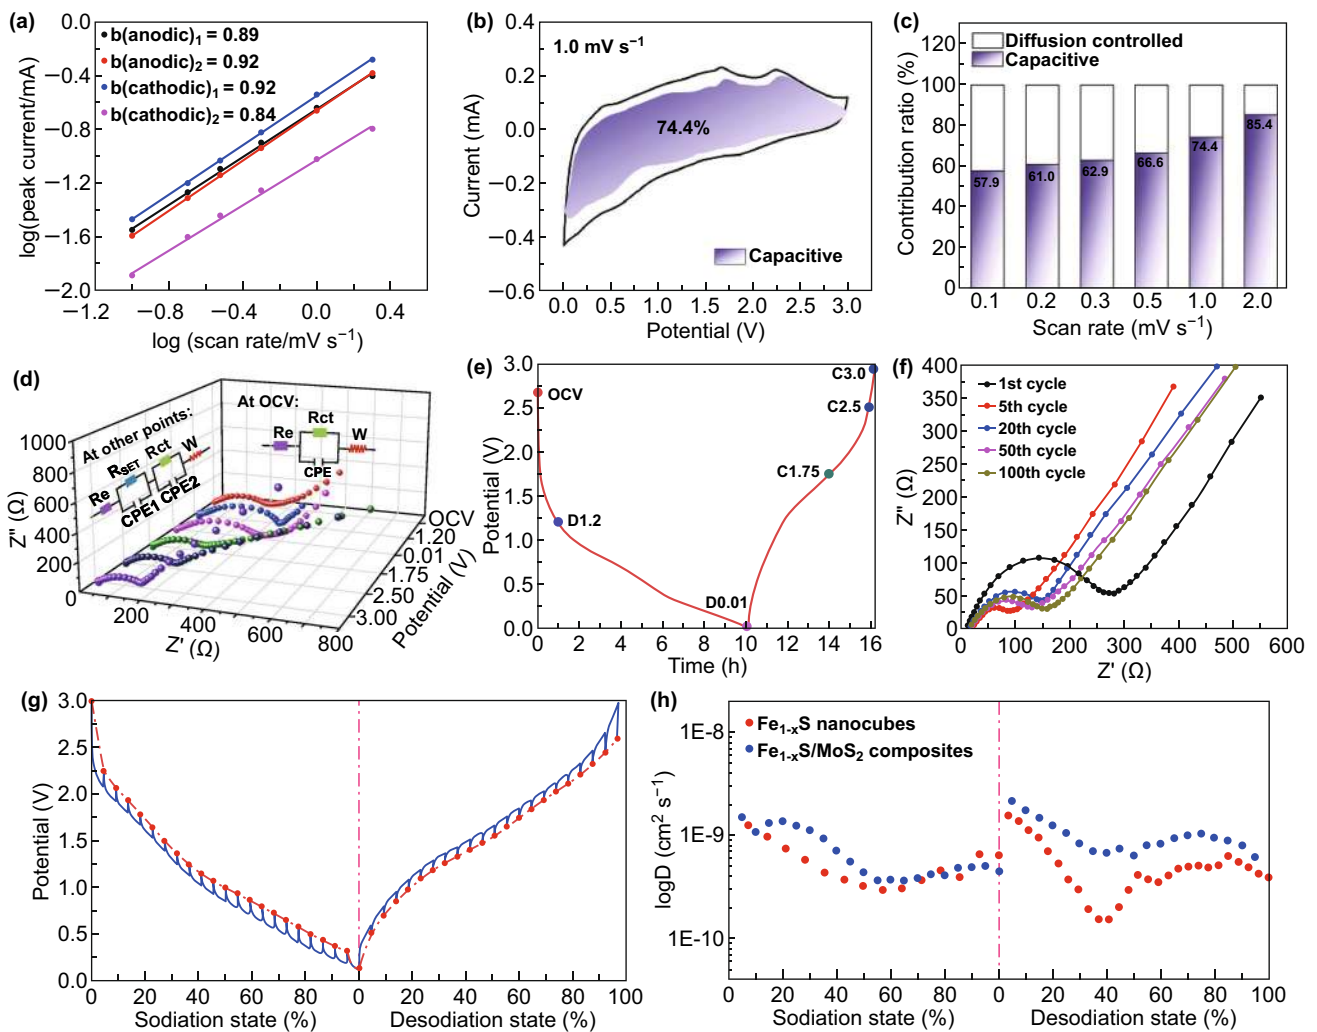 (a)
b(anodic)1 = 0.89
b(anodic)2 = 0.92
b(cathodic)1 = 0.92
b(cathodic)2 = 0.84
0.0
−0.4
−0.8
−1.2
−1.6
−2.0
log(peak current/mA)
−1.2 −0.8 −0.4 0.0 0.4
log (scan rate/mV s−1)
(b)
1.0 mV s−1
0.4
0.2
0.0
−0.2
−0.4
−0.6
Current (mA)
74.4%
Capacitive
0.0 0.5 1.0 1.5 2.0 2.5 3.0
Potential (V)
(c)
Diffusion controlled
Capacitive
120
100
80
60
40
20
0
Contribution ratio (%)
57.9
61.0
62.9
66.6
74.4
85.4
0.1 0.2 0.3 0.5 1.0 2.0
Scan rate (mV s−1)
(d)
At other points:
Re
RSET
Rct
W
CPE1
CPE2
At OCV:
Re
Rct
CPE
W
1000
800
600
400
200
0
Z'' (Ω)
200 400 600 800
Z' (Ω)
OCV
1.20
0.01
1.75
2.50
3.00
Potential (V)
(e)
3.0
2.5
2.0
1.5
1.0
0.5
0.0
Potential (V)
OCV
D1.2
D0.01
C1.75
C2.5
C3.0
0 2 4 6 8 10 12 14 16
Time (h)
(f)
1st cycle
5th cycle
20th cycle
50th cycle
100th cycle
400
350
300
250
200
150
100
50
0
Z'' (Ω)
0 100 200 300 400 500 600
Z' (Ω)
(g)
3.0
2.5
2.0
1.5
1.0
0.5
0.0
Potential (V)
0 20 40 60 80 0 20 40 60 80 100
Sodiation state (%)
Desodiation state (%)
(h)
Fe1-xS nanocubes
Fe1-xS/MoS2 composites
1E-8
1E-9
1E-10
logD (cm2 s−1)
0 20 40 60 80 0 20 40 60 80 100
Sodiation state (%)
Desodiation state (%)